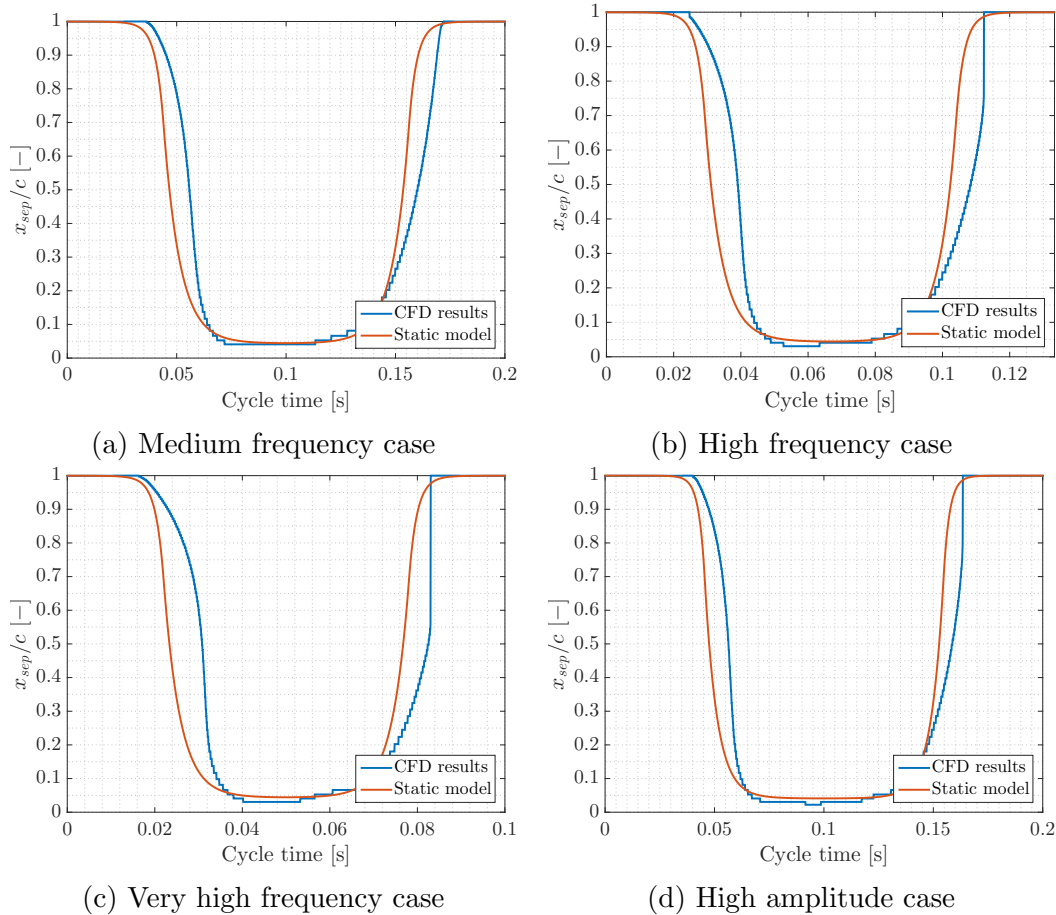 1
0.9
0.8
0.7
0.6
0.5
0.4
0.3
0.2
0.1
0
x_sep/c [−]
CFD results
Static model
0 0.05 0.1 0.15 0.2
Cycle time [s]
(a) Medium frequency case
1
0.9
0.8
0.7
0.6
0.5
0.4
0.3
0.2
0.1
0
x_sep/c [−]
CFD results
Static model
0 0.02 0.04 0.06 0.08 0.1 0.12
Cycle time [s]
(b) High frequency case
1
0.9
0.8
0.7
0.6
0.5
0.4
0.3
0.2
0.1
0
x_sep/c [−]
CFD results
Static model
0 0.02 0.04 0.06 0.08 0.1
Cycle time [s]
(c) Very high frequency case
1
0.9
0.8
0.7
0.6
0.5
0.4
0.3
0.2
0.1
0
x_sep/c [−]
CFD results
Static model
0 0.05 0.1 0.15 0.2
Cycle time [s]
(d) High amplitude case